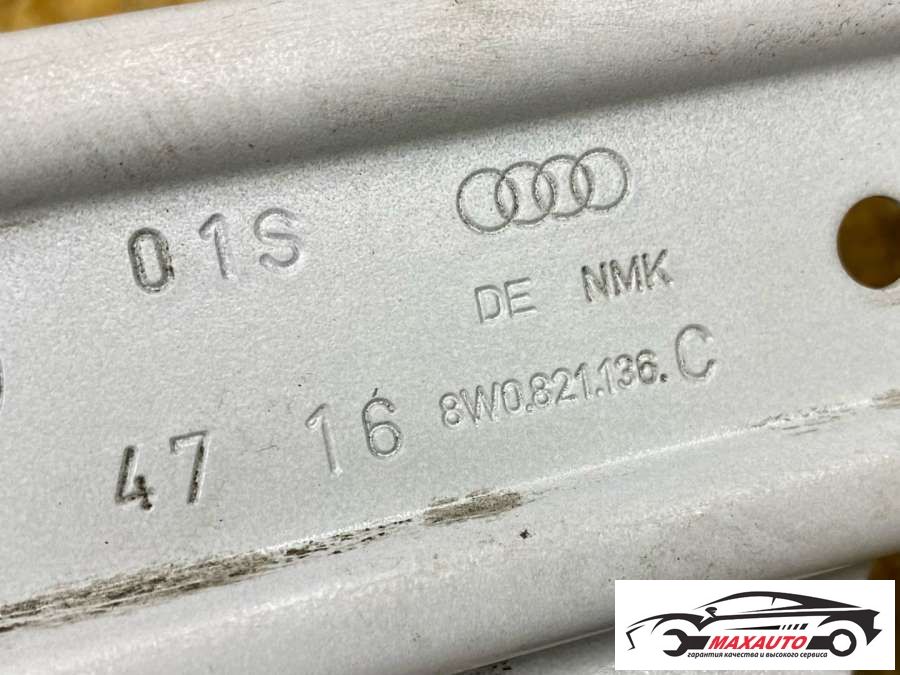 01S
DE NMK
47 16 8W0.821.136.C
MAXAUTO
гарантия качества и высокого сервиса